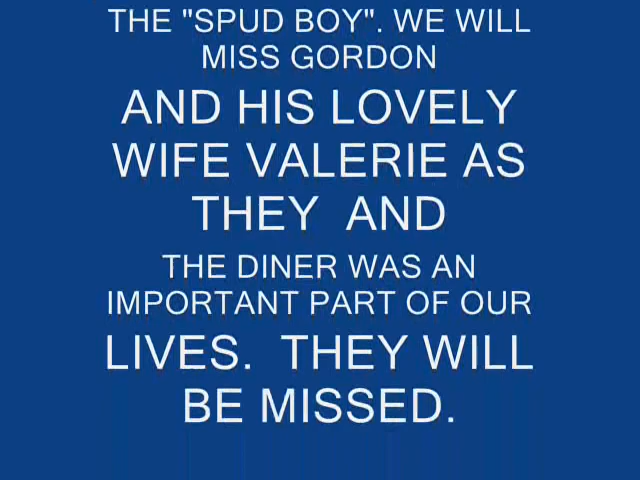 THE "SPUD BOY". WE WILL
MISS GORDON
AND HIS LOVELY
WIFE VALERIE AS
THEY  AND
THE DINER WAS AN
IMPORTANT PART OF OUR
LIVES.  THEY WILL
BE MISSED.